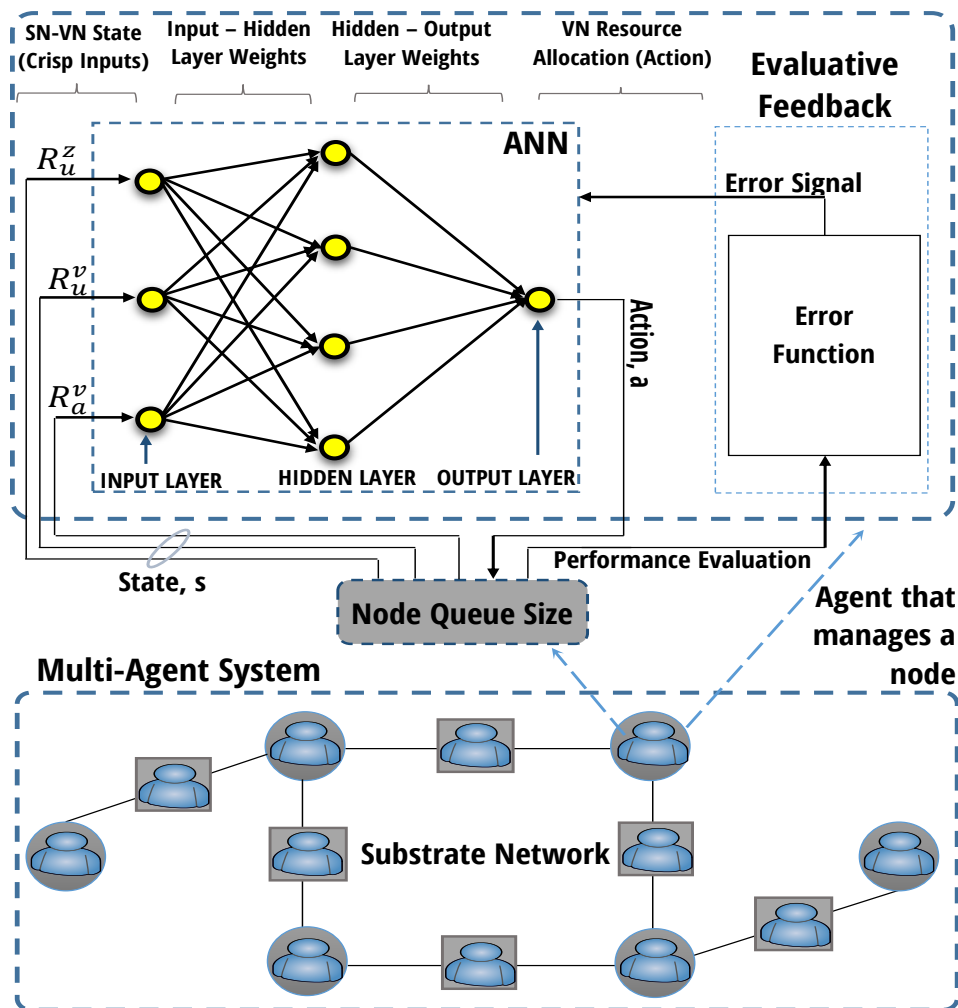 SN-VN State
(Crisp Inputs)
Input – Hidden
Layer Weights
Hidden – Output
Layer Weights
VN Resource
Allocation (Action)
Evaluative
Feedback
ANN
R_u^z
R_u^v
R_a^v
Error Signal
Error
Function
Action, a
INPUT LAYER
HIDDEN LAYER
OUTPUT LAYER
State, s
Performance Evaluation
Node Queue Size
Agent that
manages a
node
Multi-Agent System
Substrate Network